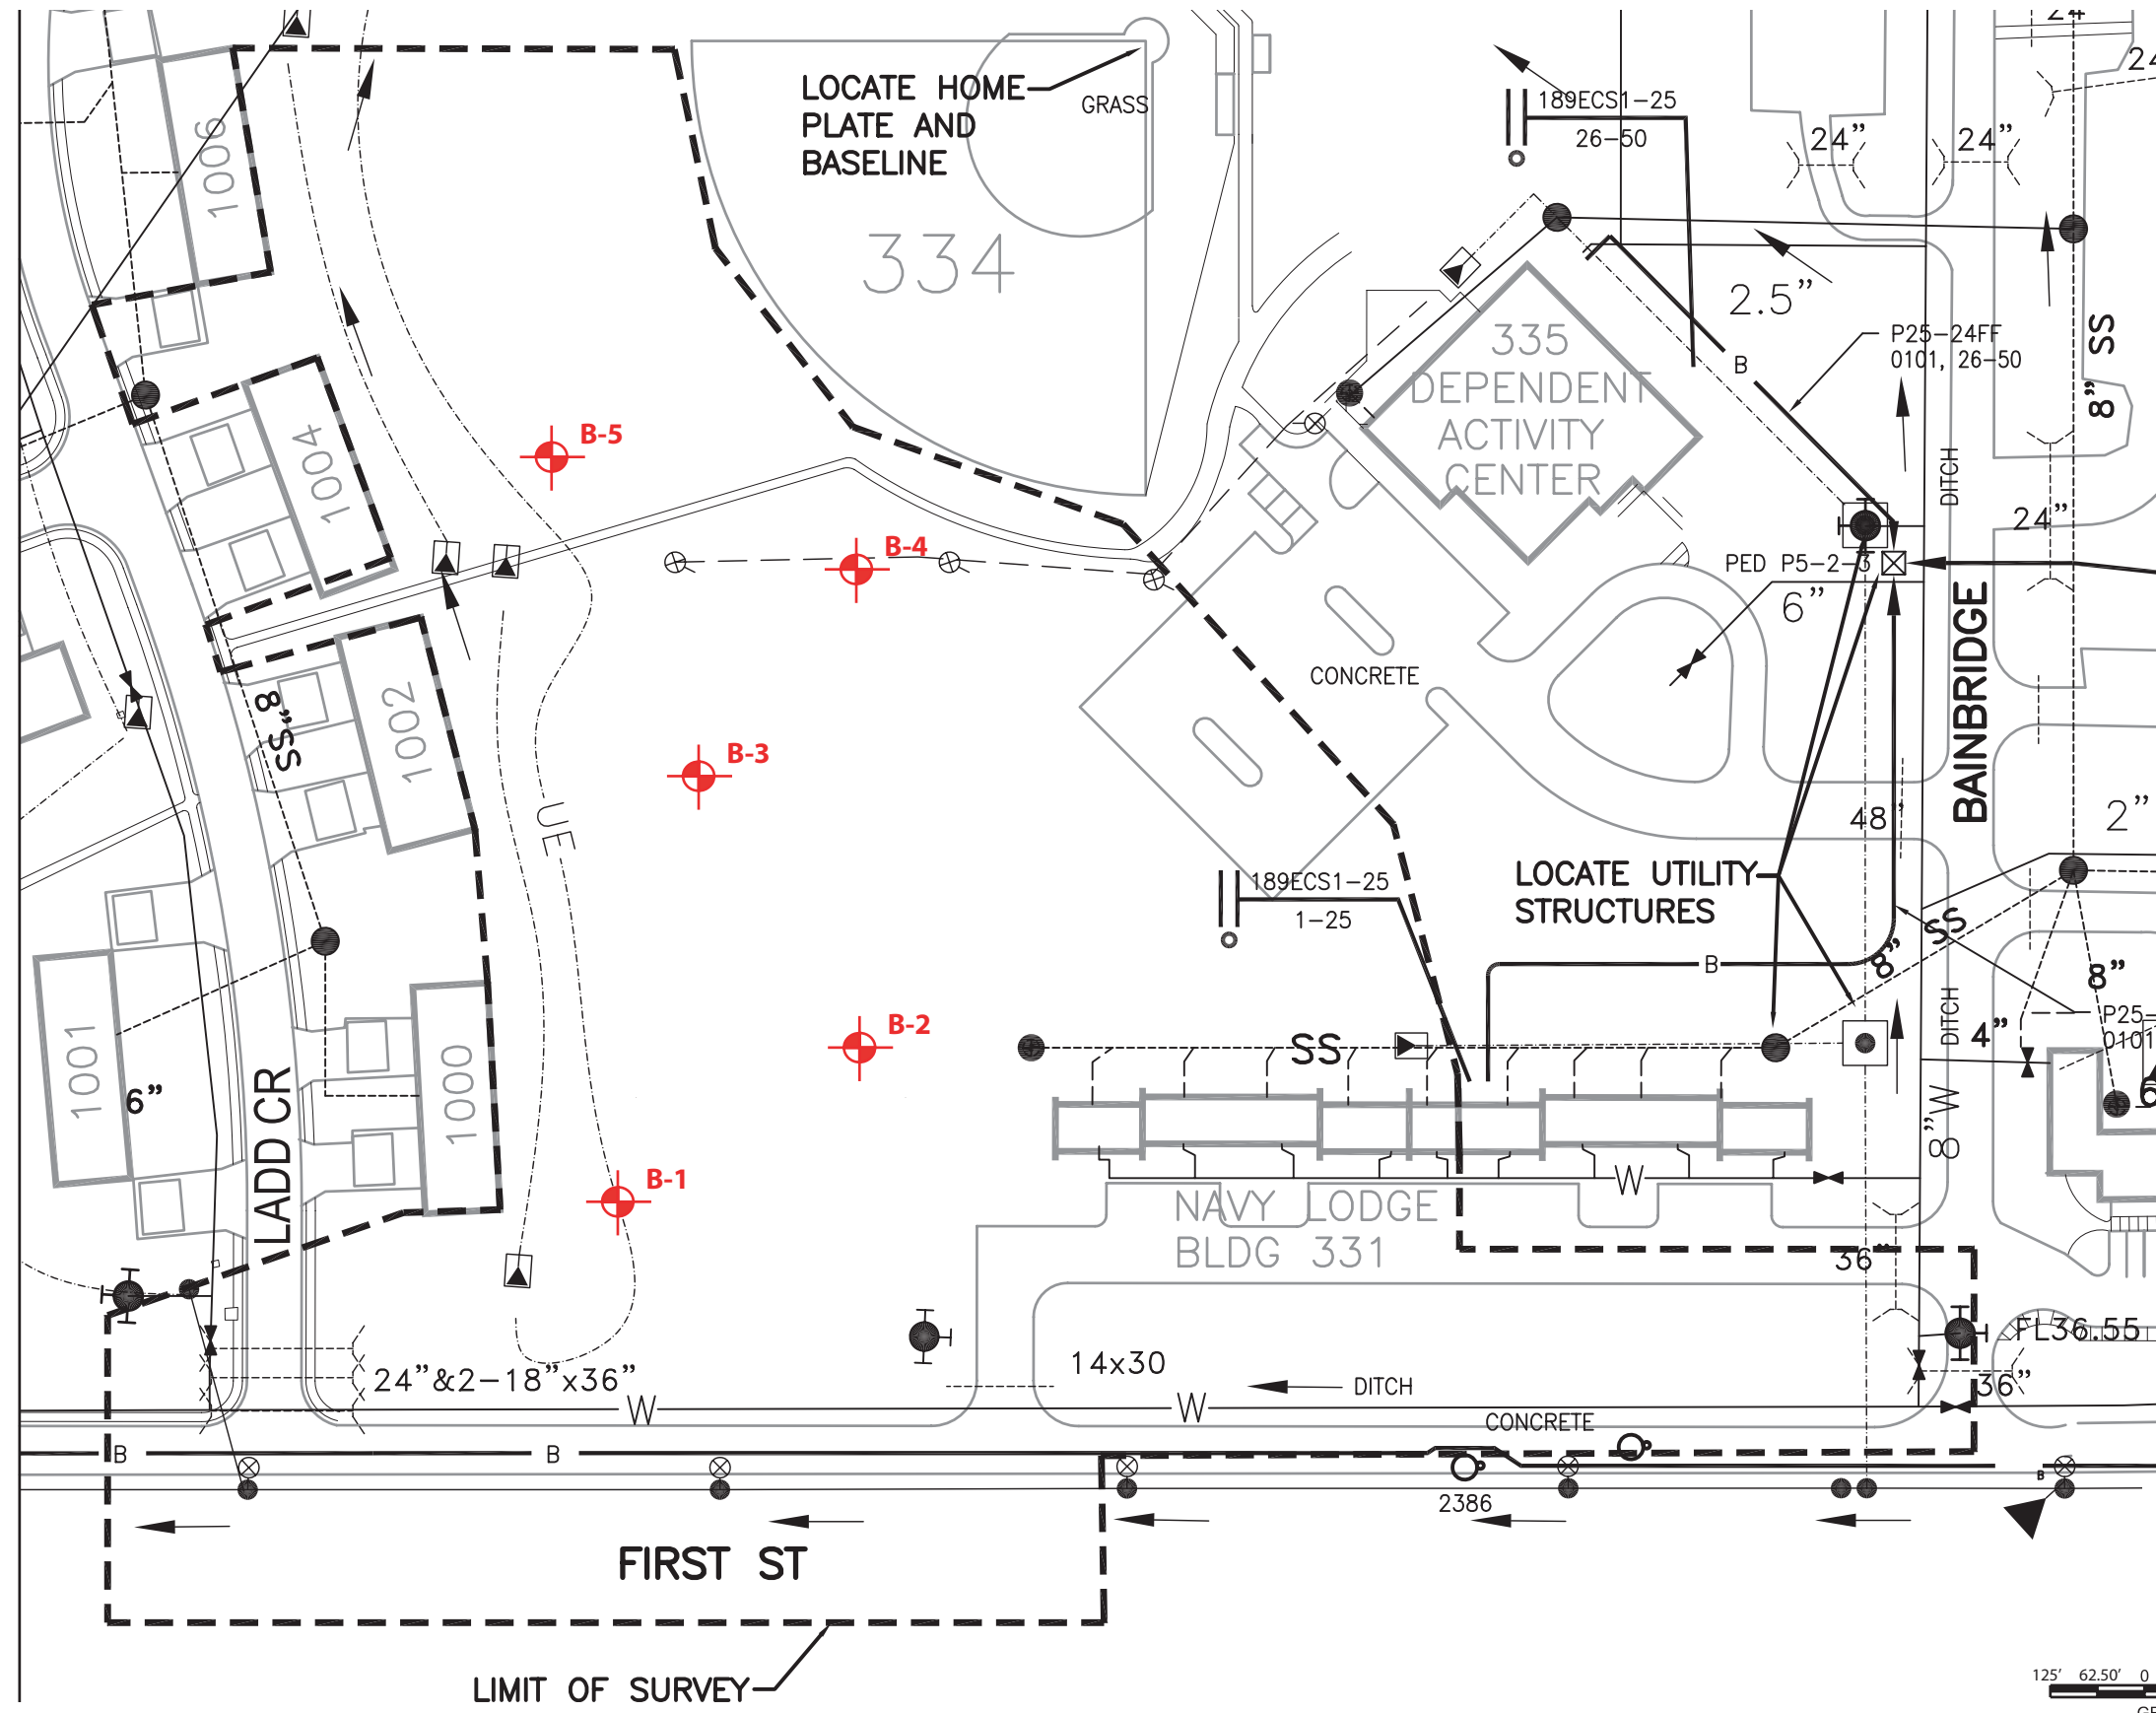 24
24
LOCATE HOME
PLATE AND
BASELINE
GRASS
189ECS1-25
26-50
24"
24"
1006
334
2.5"
335
DEPENDENT
ACTIVITY
CENTER
P25-24FF
0101, 26-50
8" SS
B
B-5
1004
DITCH
24"
B-4
PED P5-2-3
6"
BAINBRIDGE
CONCRETE
8" SS
1002
B-3
UE
48"
2"
189ECS1-25
1-25
LOCATE UTILITY
STRUCTURES
8" SS
B
8"
P25-
0101
B-2
SS
DITCH
4"
1001
6"
1000
LADD CR
8" W
B-1
W
NAVY LODGE
BLDG 331
36"
FL36.55
14x30
24"&2-18"x36"
DITCH
36"
W
W
CONCRETE
B
B
B
2386
FIRST ST
LIMIT OF SURVEY
125' 62.50' 0